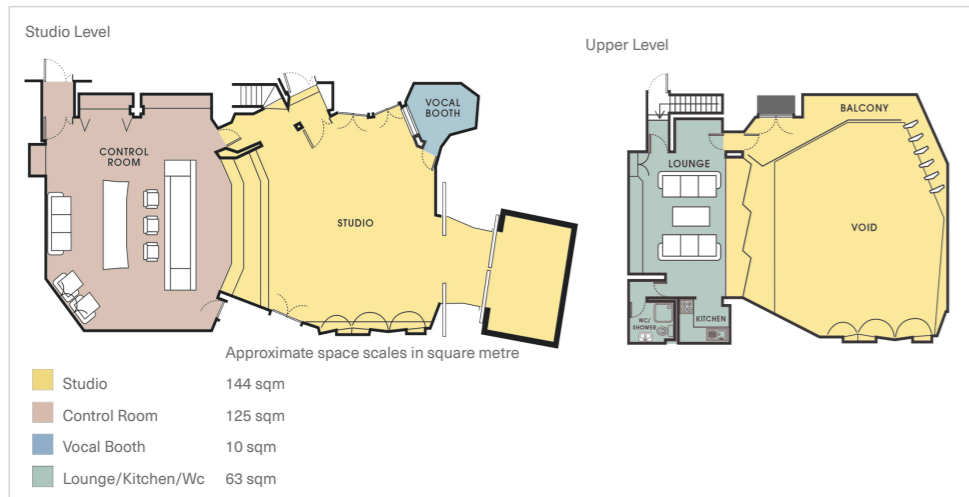 Studio Level
Upper Level
VOCAL
BOOTH
CONTROL
ROOM
STUDIO
BALCONY
LOUNGE
VOID
WC/
SHOWER
KITCHEN
Approximate space scales in square metre
Studio 144 sqm
Control Room 125 sqm
Vocal Booth 10 sqm
Lounge/Kitchen/Wc 63 sqm